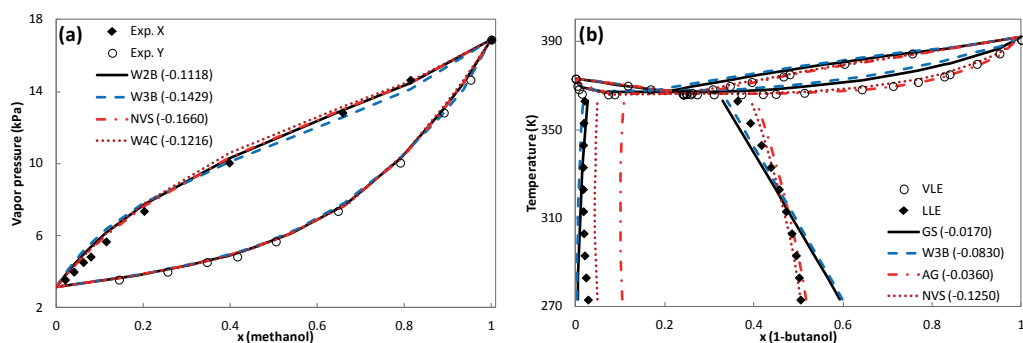 (a)
Exp. X
Exp. Y
W2B (-0.1118)
W3B (-0.1429)
NVS (-0.1660)
W4C (-0.1216)
Vapor pressure (kPa)
18
14
10
6
2
0
0.2
0.4
0.6
0.8
1
x (methanol)
(b)
VLE
LLE
GS (-0.0170)
W3B (-0.0830)
AG (-0.0360)
NVS (-0.1250)
Temperature (K)
390
350
310
270
0
0.2
0.4
0.6
0.8
1
x (1-butanol)